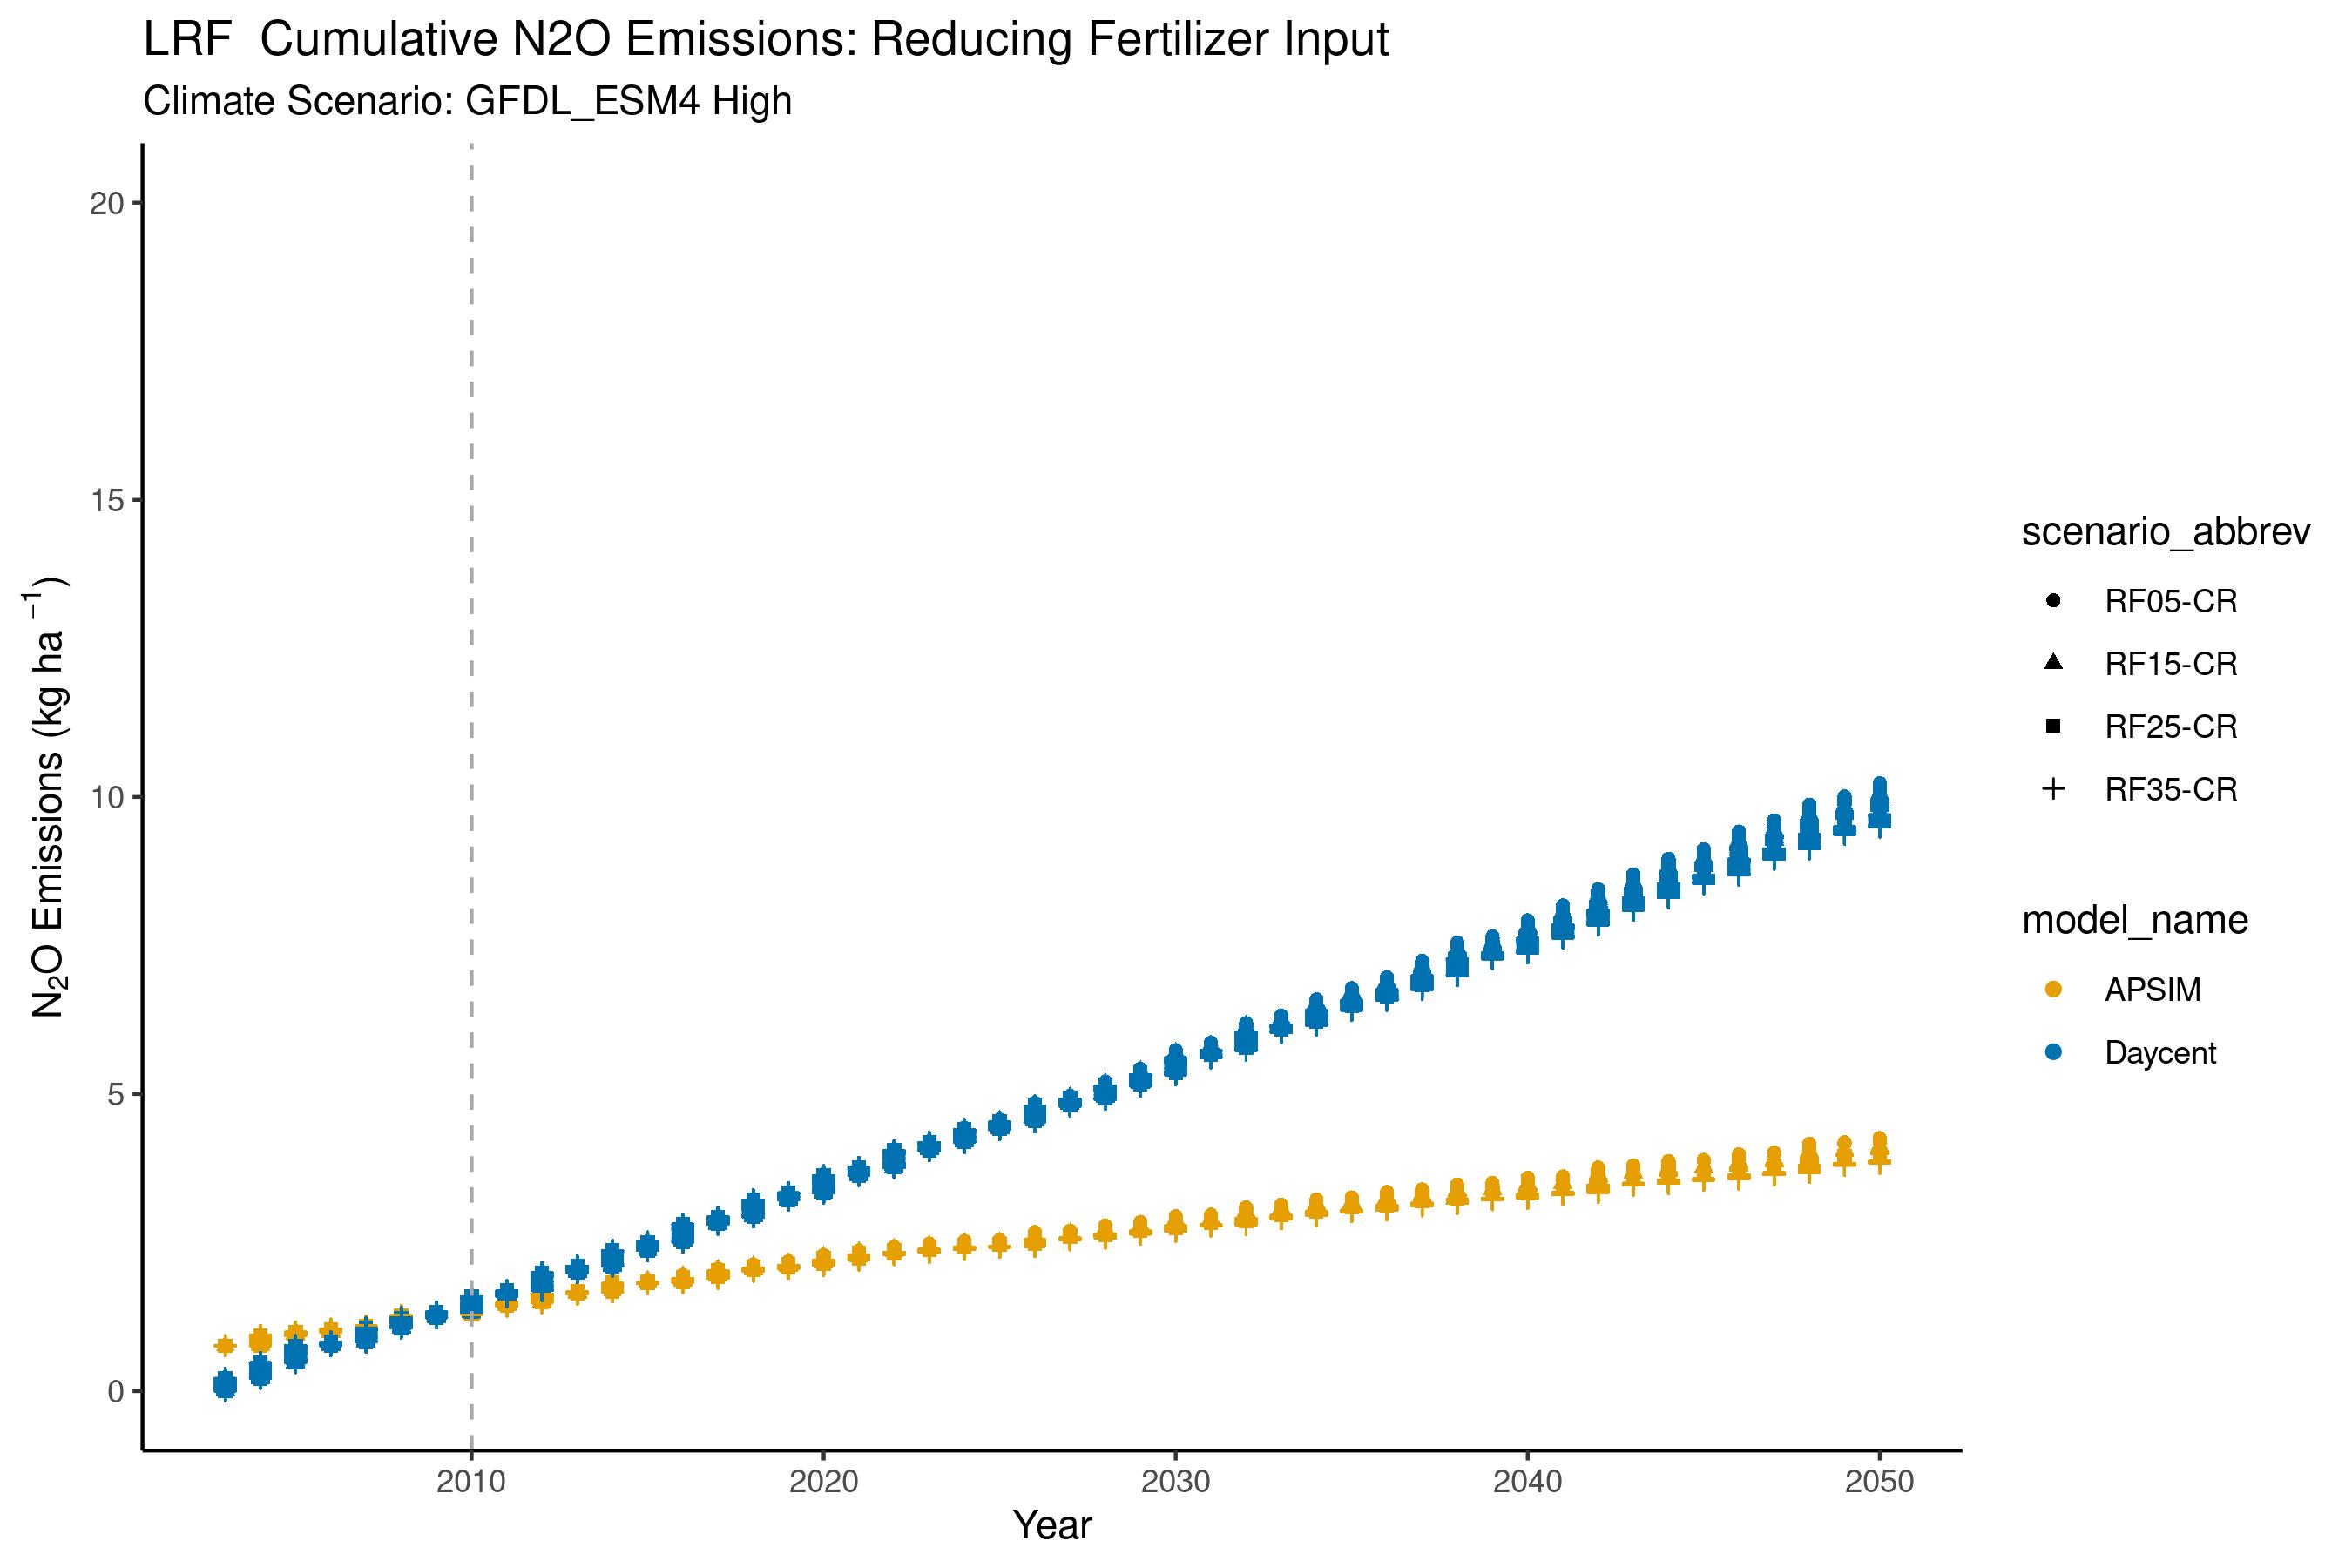 LRF  Cumulative N2O Emissions: Reducing Fertilizer Input
Climate Scenario: GFDL_ESM4 High
N₂O Emissions (kg ha⁻¹)
20
15
10
5
0
2010
2020
2030
2040
2050
Year
scenario_abbrev
RF05-CR
RF15-CR
RF25-CR
RF35-CR
model_name
APSIM
Daycent